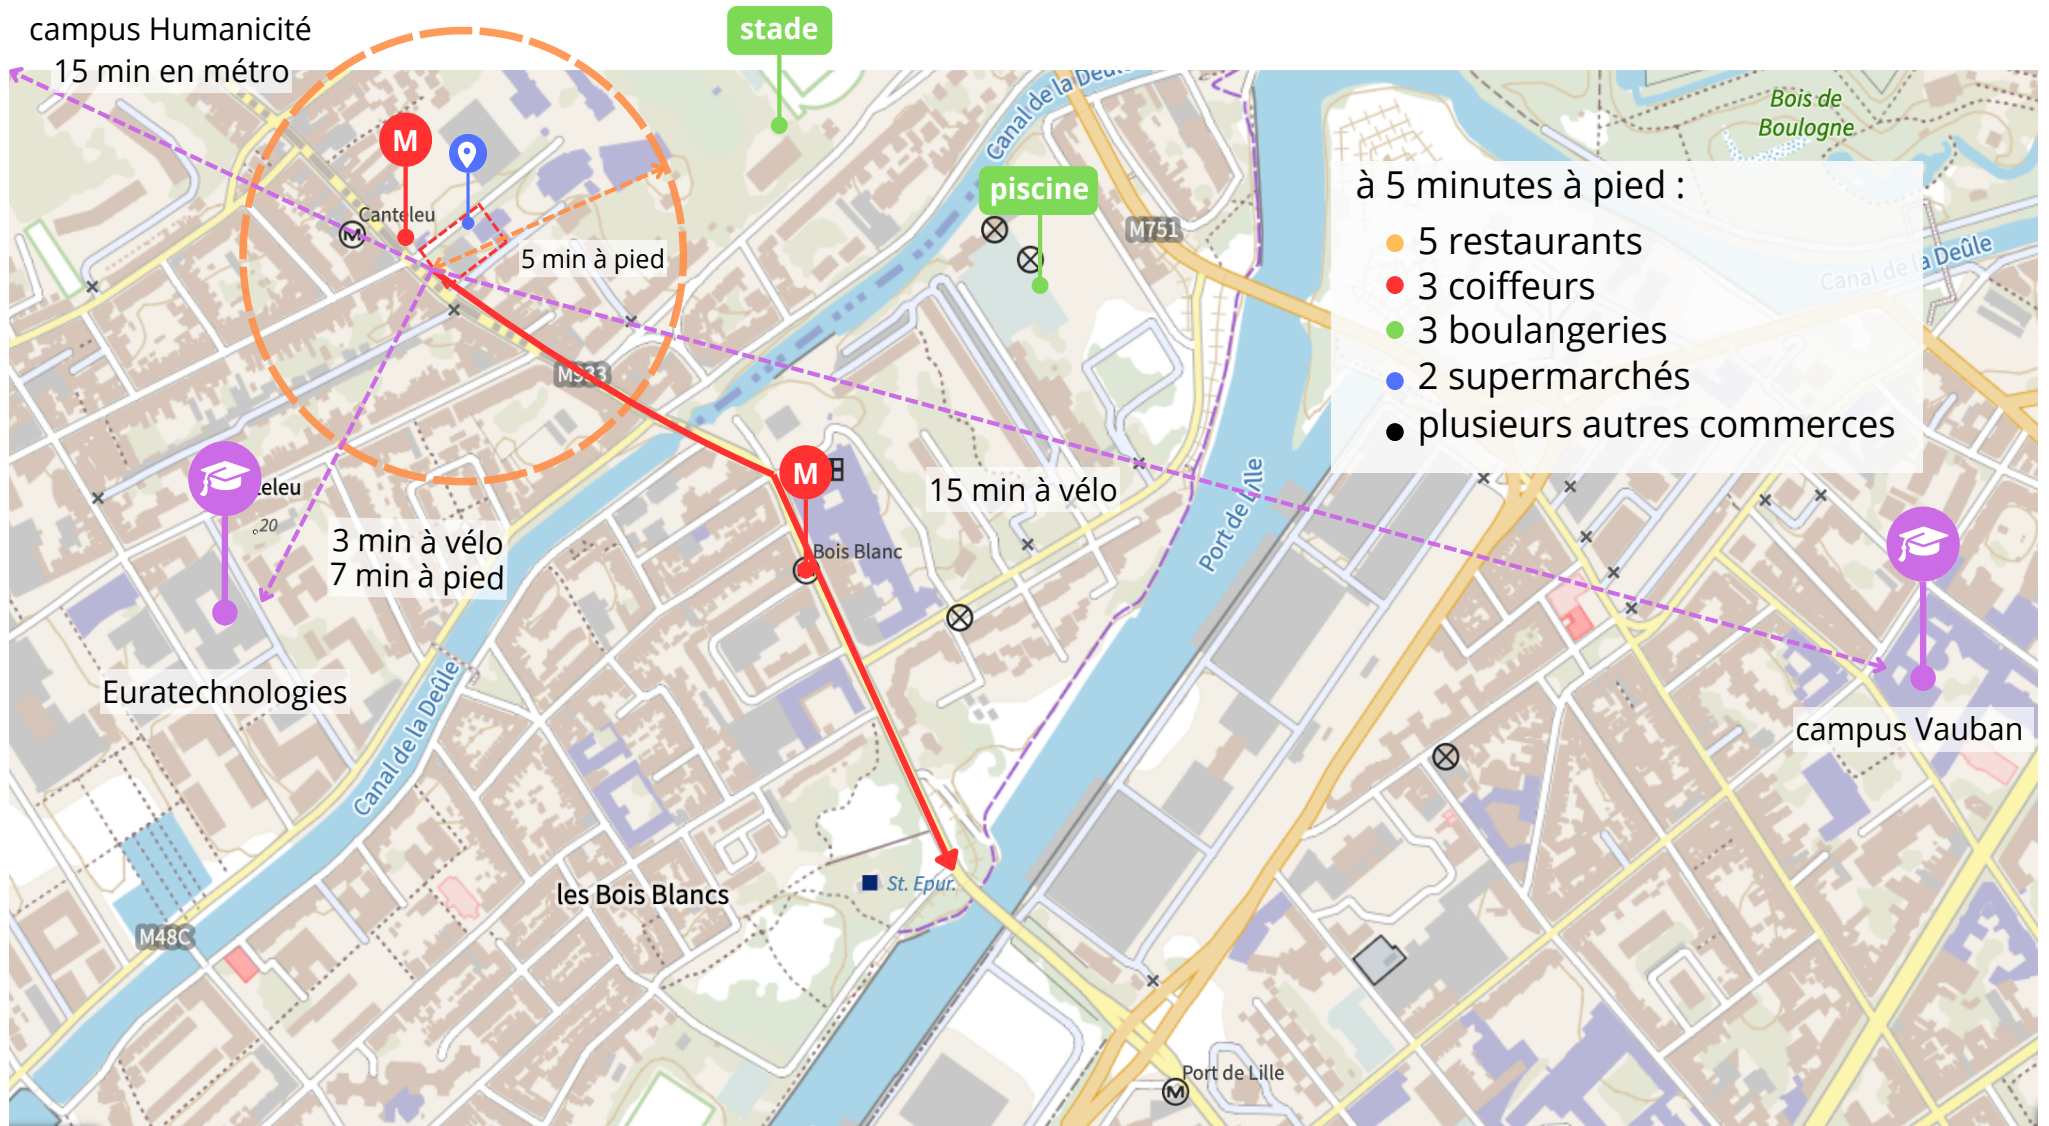 campus Humanicité
15 min en métro
stade
Canal de la Deûle
Bois de
Boulogne
M
piscine
à 5 minutes à pied :
Canteleu
M
5 restaurants
M751
Canal de la Deûle
5 min à pied
3 coiffeurs
3 boulangeries
M933
2 supermarchés
plusieurs autres commerces
M
15 min à vélo
Port de
eleu
20
3 min à vélo
7 min à pied
Bois Blanc
Euratechnologies
Canal de la Deûle
campus Vauban
les Bois Blancs
St. Epur.
M48C
Port de Lille
M